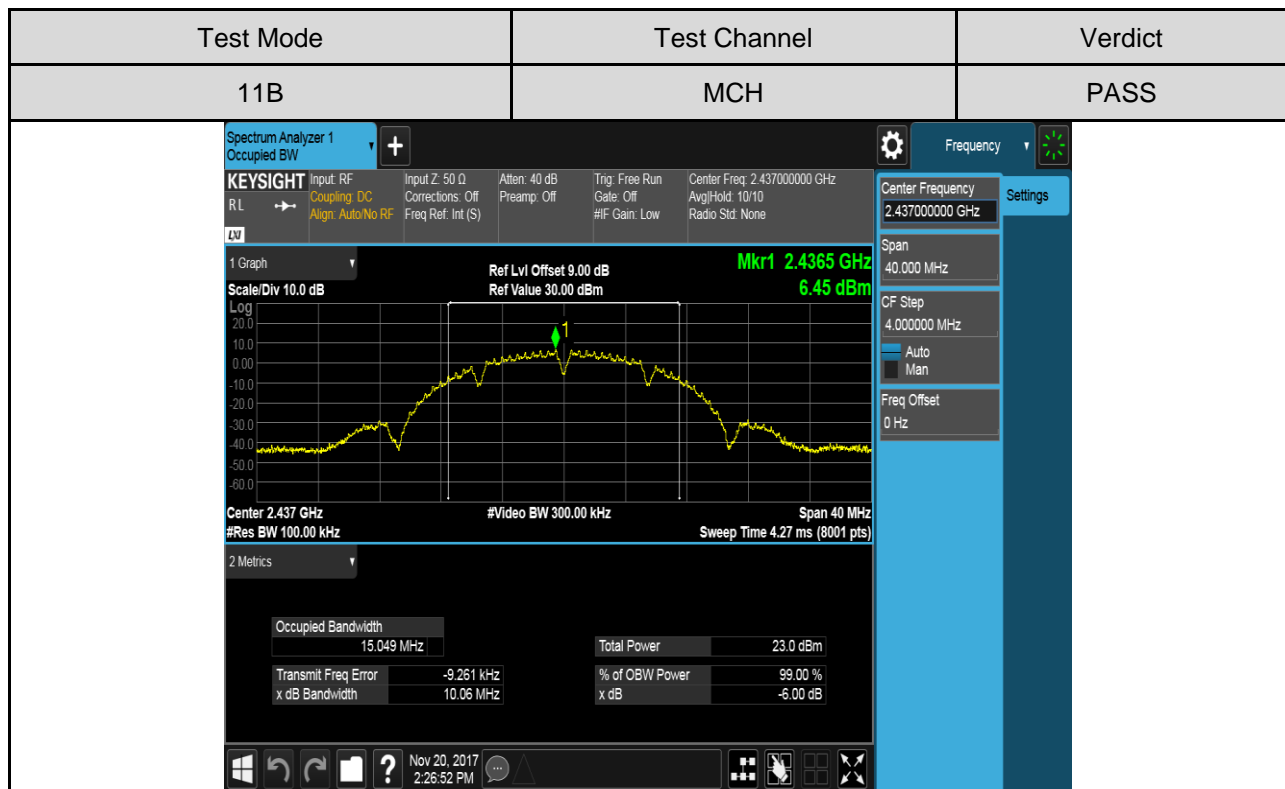 Test Mode Test Channel Verdict
11B MCH PASS
Spectrum Analyzer 1
Occupied BW
+
Frequency
KEYSIGHT Input: RF Input Z: 50 Ω Atten: 40 dB Trig: Free Run Center Freq: 2.437000000 GHz
RL Coupling: DC Corrections: Off Preamp: Off Gate: Off Avg|Hold: 10/10
Align: Auto/No RF Freq Ref: Int (S) #IF Gain: Low Radio Std: None
LXI
Center Frequency
2.437000000 GHz
Settings
Span
40.000 MHz
CF Step
4.000000 MHz
Auto
Man
Freq Offset
0 Hz
1 Graph Ref Lvl Offset 9.00 dB Mkr1 2.4365 GHz
Scale/Div 10.0 dB Ref Value 30.00 dBm 6.45 dBm
Log
20.0
10.0
0.00
-10.0
-20.0
-30.0
-40.0
-50.0
-60.0
1
Center 2.437 GHz #Video BW 300.00 kHz Span 40 MHz
#Res BW 100.00 kHz Sweep Time 4.27 ms (8001 pts)
2 Metrics
Occupied Bandwidth
15.049 MHz Total Power 23.0 dBm
Transmit Freq Error -9.261 kHz % of OBW Power 99.00 %
x dB Bandwidth 10.06 MHz x dB -6.00 dB
? Nov 20, 2017
2:26:52 PM